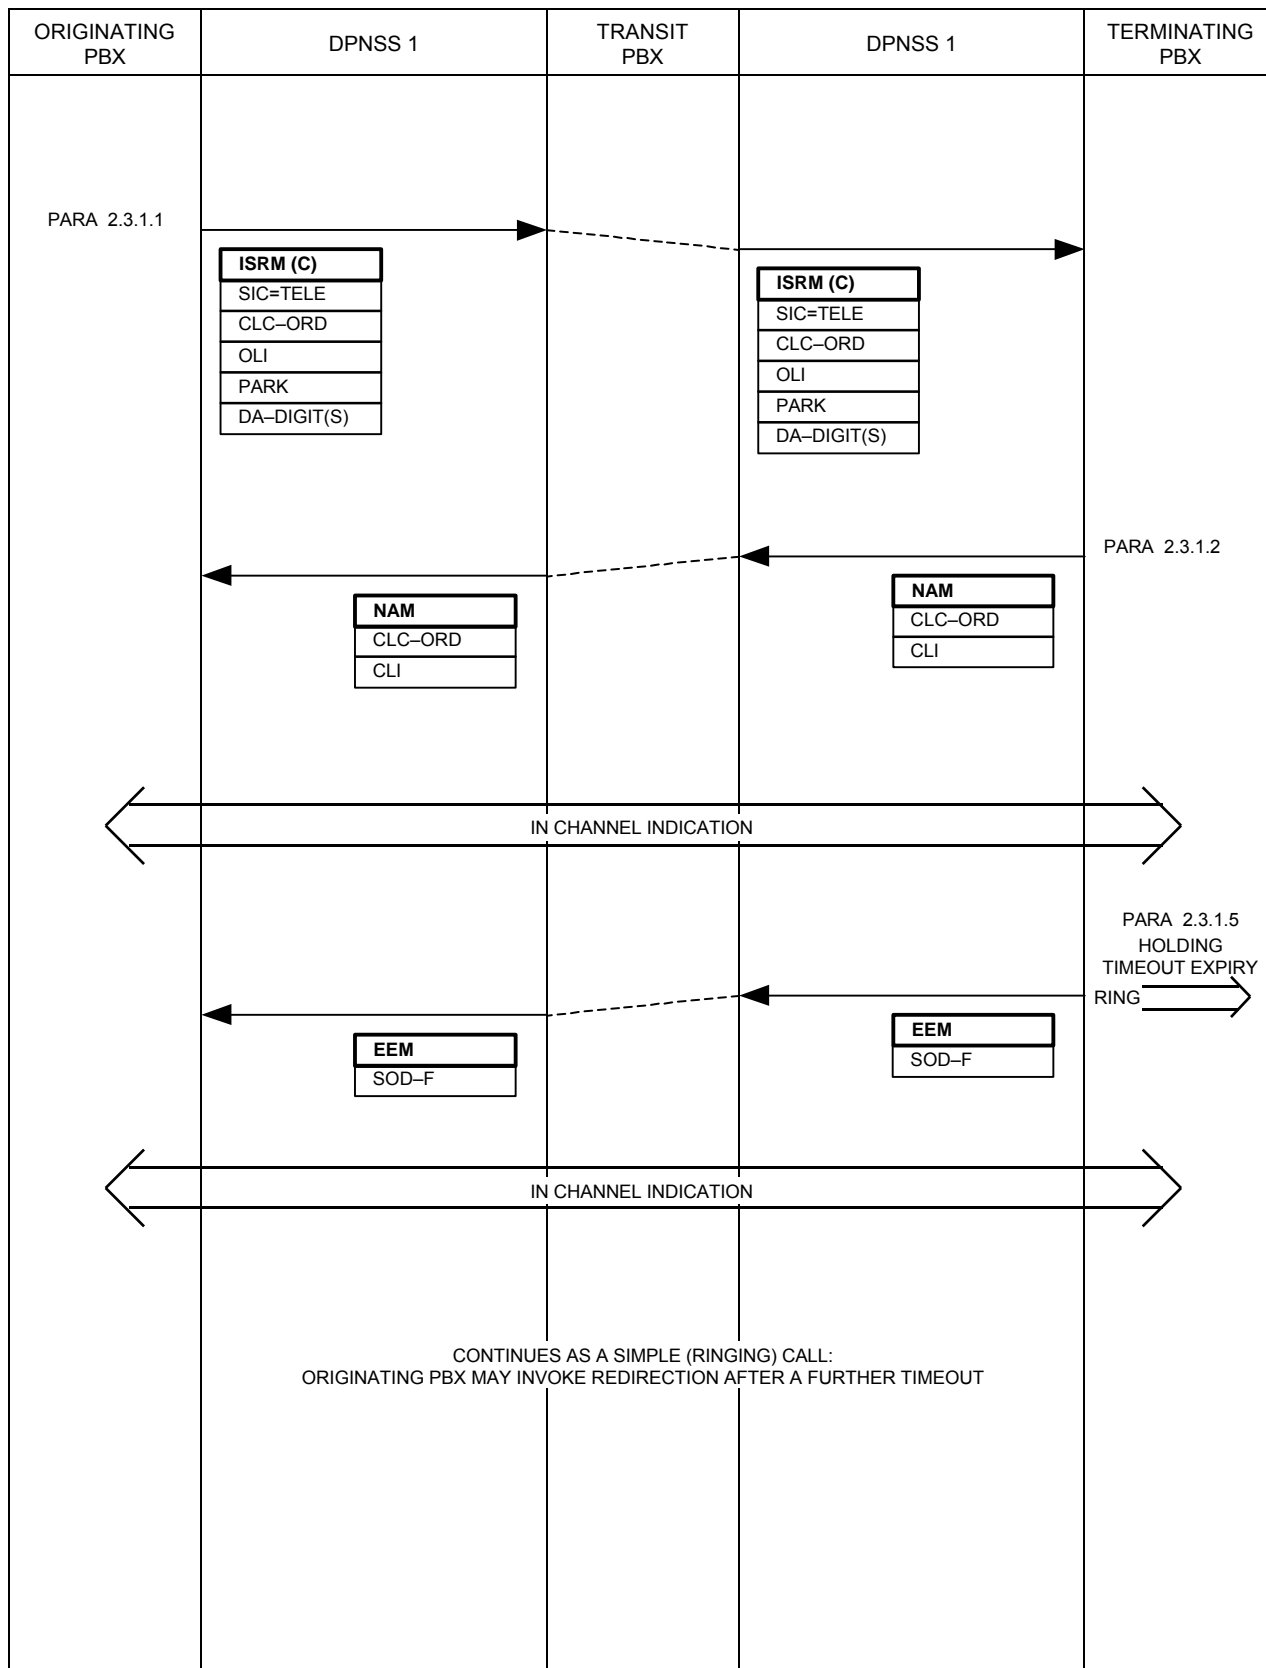 ORIGINATING
PBX
DPNSS 1
TRANSIT
PBX
DPNSS 1
TERMINATING
PBX
PARA 2.3.1.1
ISRM (C)
SIC=TELE
CLC–ORD
OLI
PARK
DA–DIGIT(S)
ISRM (C)
SIC=TELE
CLC–ORD
OLI
PARK
DA–DIGIT(S)
PARA 2.3.1.2
NAM
CLC–ORD
CLI
NAM
CLC–ORD
CLI
IN CHANNEL INDICATION
PARA 2.3.1.5
HOLDING
TIMEOUT EXPIRY
RING
EEM
SOD–F
EEM
SOD–F
IN CHANNEL INDICATION
CONTINUES AS A SIMPLE (RINGING) CALL:
ORIGINATING PBX MAY INVOKE REDIRECTION AFTER A FURTHER TIMEOUT